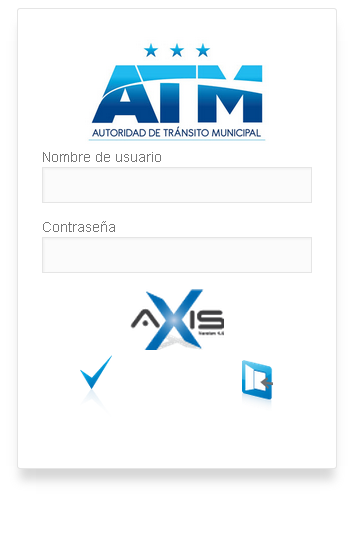 ATM
AUTORIDAD DE TRÁNSITO MUNICIPAL
Nombre de usuario
Contraseña
AXIS